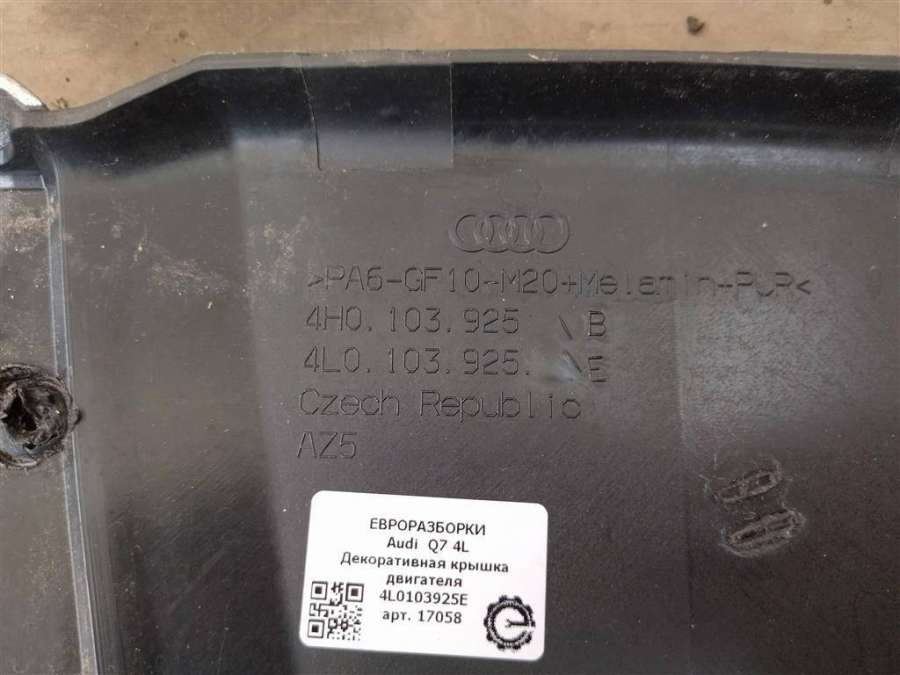 >PA6-GF10-M20+Melamin+PUR<
4H0.103.925 \ B
4L0.103.925. \ E
Czech Republic
AZ5
ЕВРОРАЗБОРКИ
Audi Q7 4L
Декоративная крышка
двигателя
4L0103925E
арт. 17058